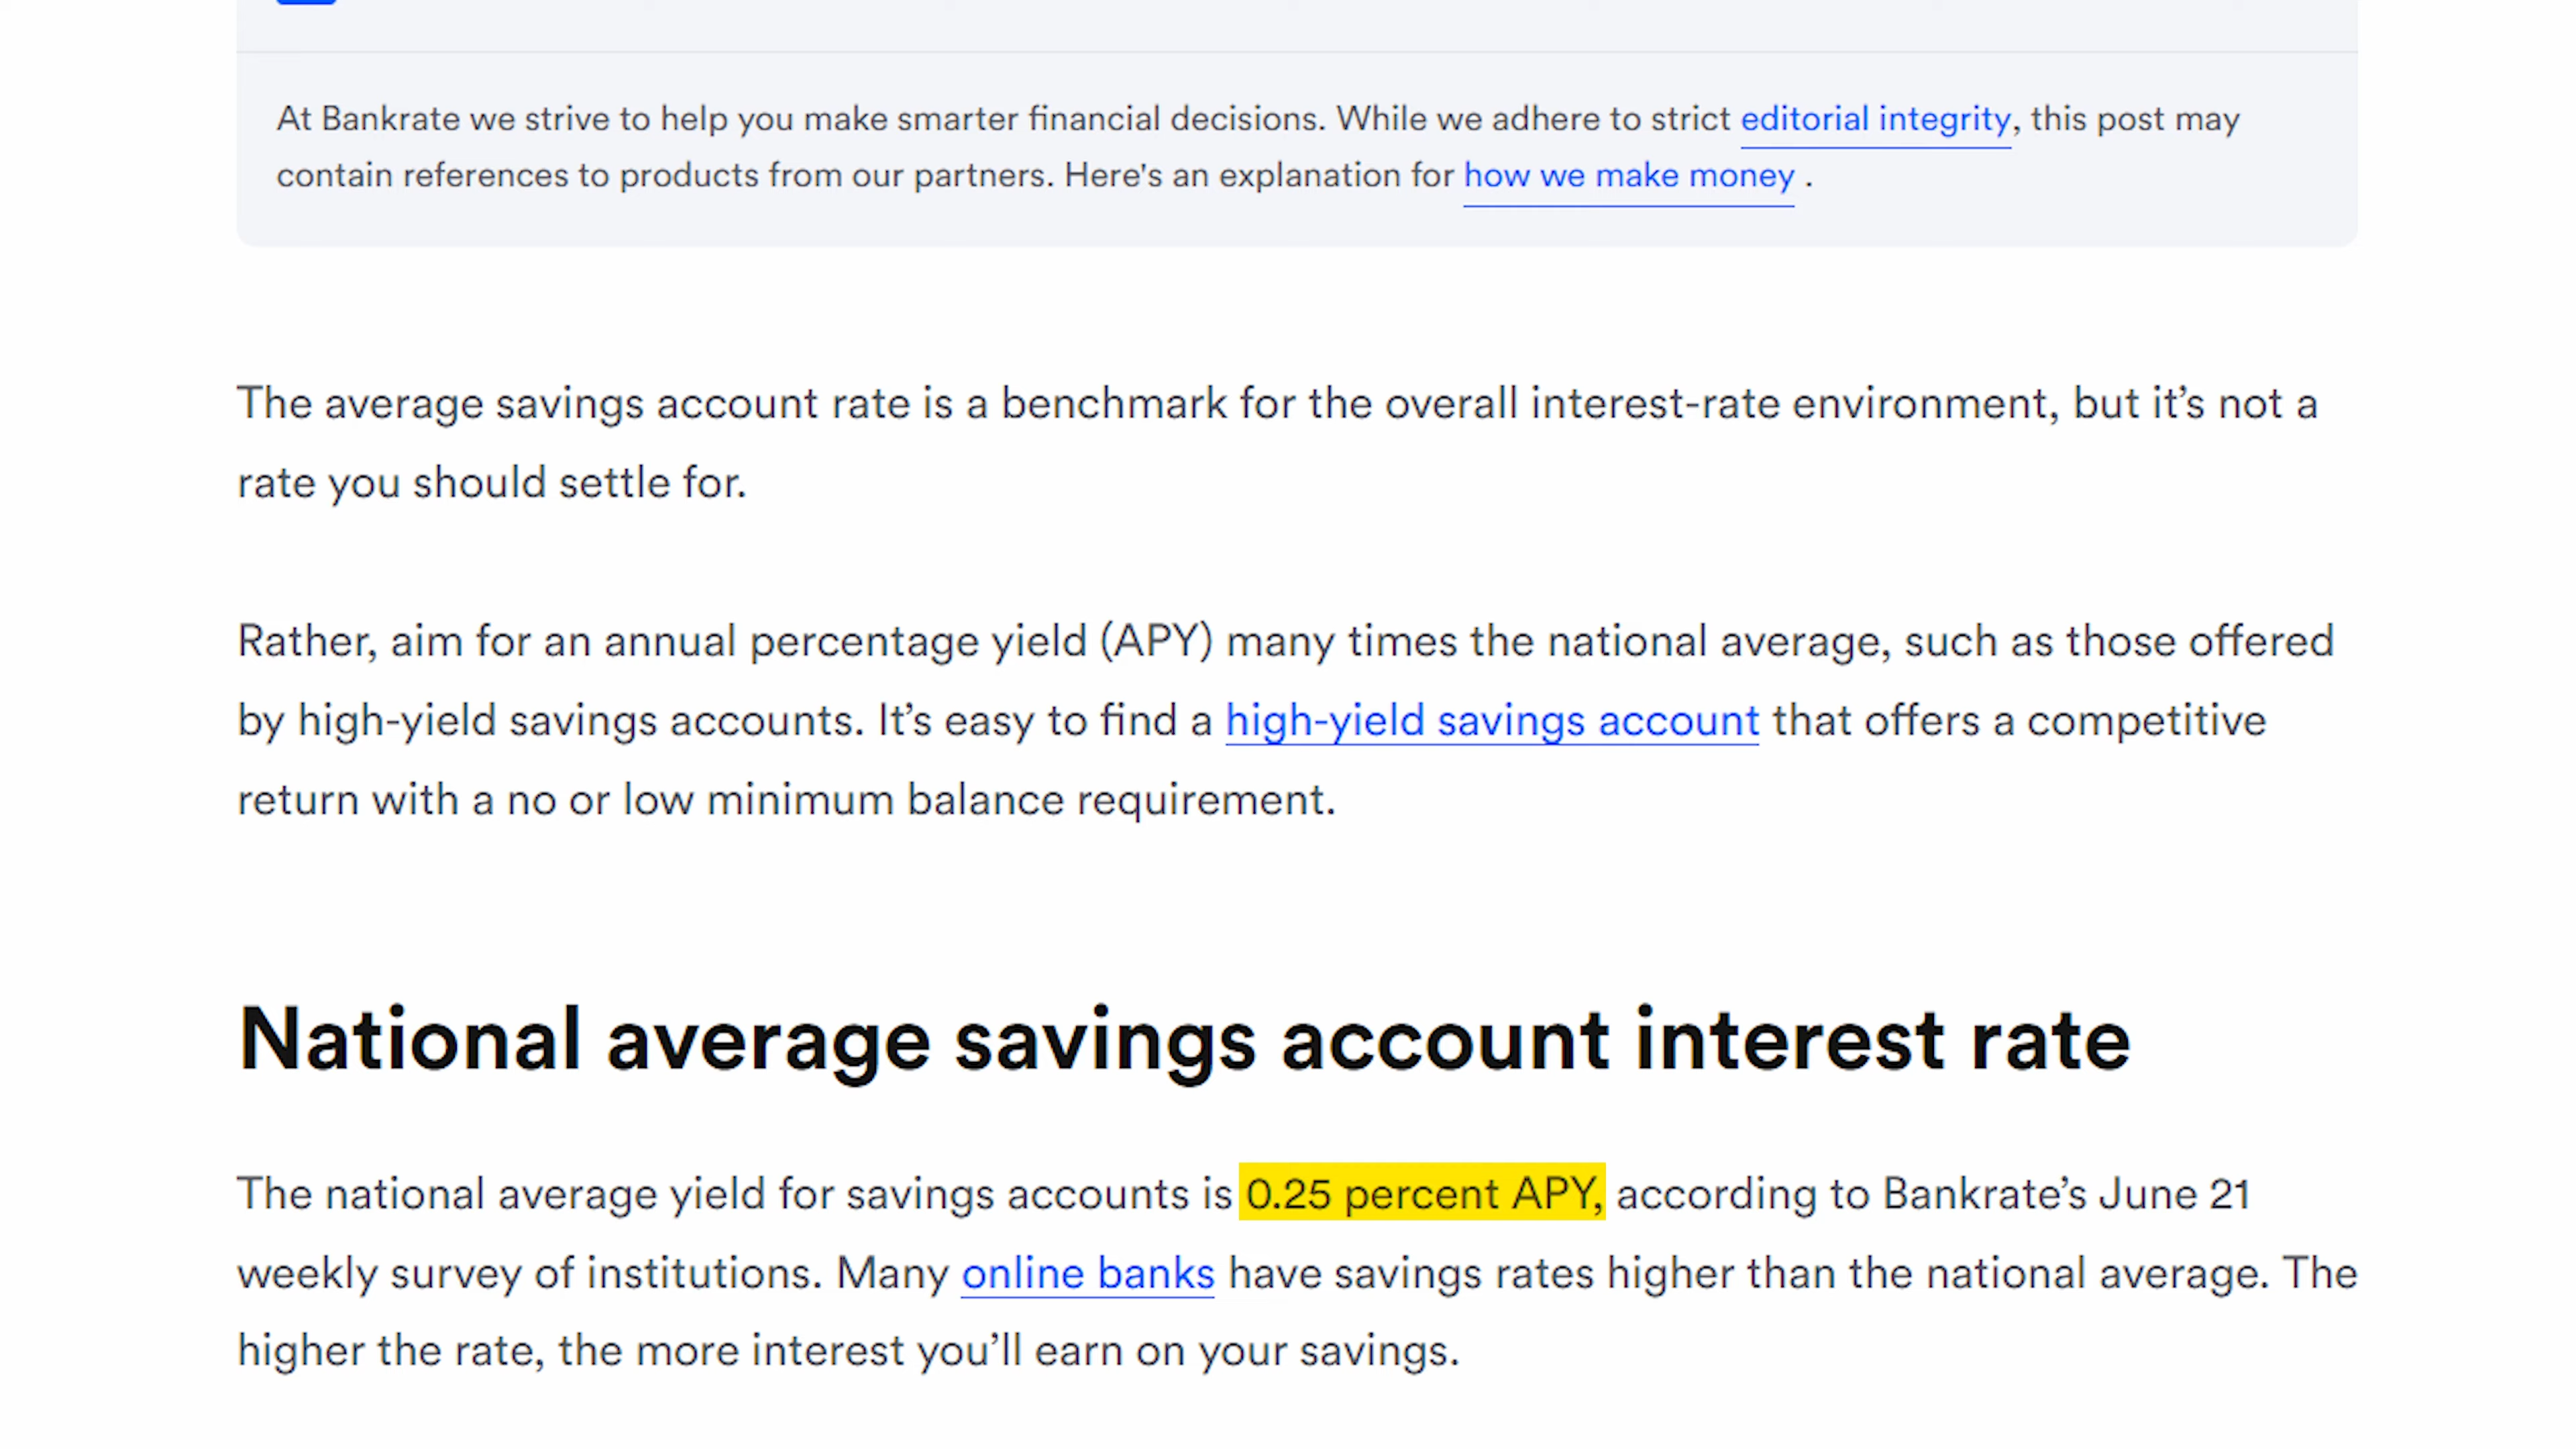 At Bankrate we strive to help you make smarter financial decisions. While we adhere to strict editorial integrity, this post may
contain references to products from our partners. Here's an explanation for how we make money .
The average savings account rate is a benchmark for the overall interest-rate environment, but it’s not a
rate you should settle for.
Rather, aim for an annual percentage yield (APY) many times the national average, such as those offered
by high-yield savings accounts. It’s easy to find a high-yield savings account that offers a competitive
return with a no or low minimum balance requirement.
National average savings account interest rate
The national average yield for savings accounts is 0.25 percent APY, according to Bankrate’s June 21
weekly survey of institutions. Many online banks have savings rates higher than the national average. The
higher the rate, the more interest you’ll earn on your savings.